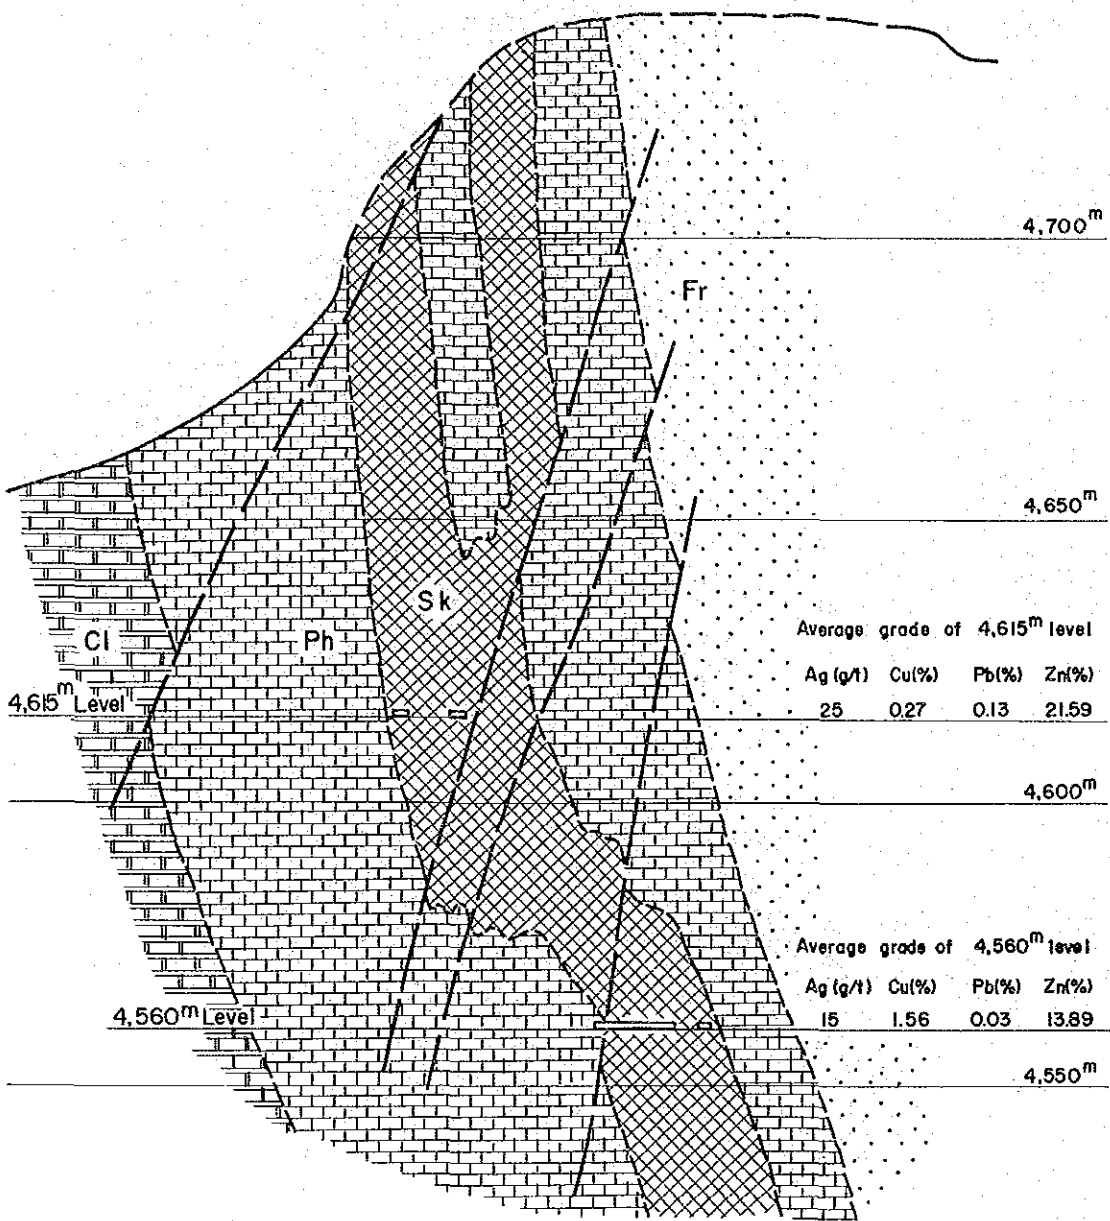 4,700m
Fr
4,650m
Sk
Cl
Ph
Average grade of 4,615m level
Ag (g/t) Cu(%) Pb(%) Zn(%)
25 0.27 0.13 21.59
4,615m Level
4,600m
Average grade of 4,560m level
Ag (g/t) Cu(%) Pb(%) Zn(%)
15 1.56 0.03 13.89
4,560m Level
4,550m